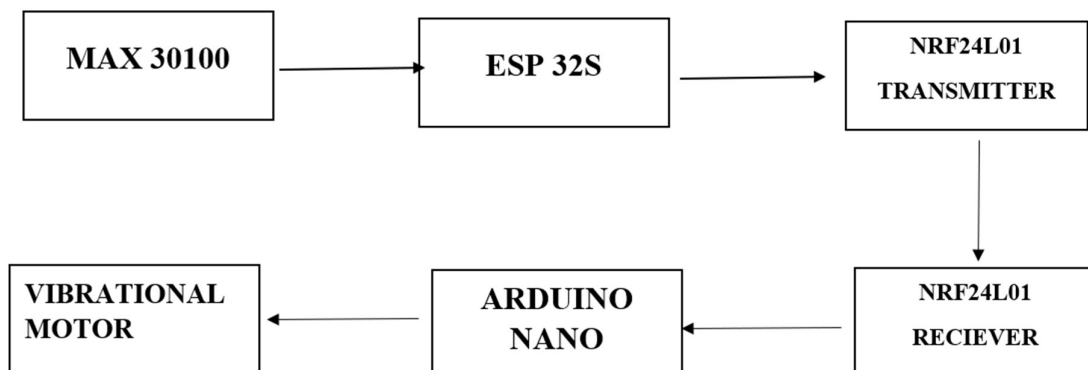 MAX 30100
ESP 32S
NRF24L01
TRANSMITTER
VIBRATIONAL
MOTOR
ARDUINO
NANO
NRF24L01
RECIEVER